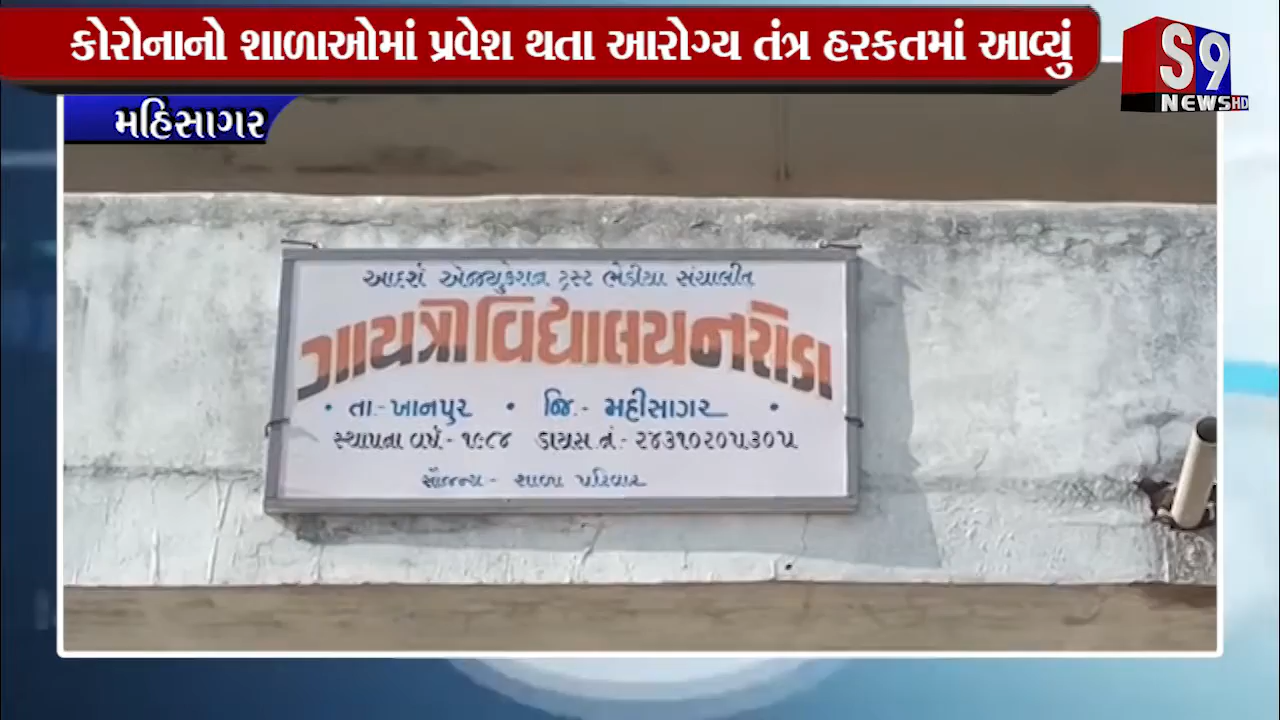 કોરોનાનો શાળાઓમાં પ્રવેશ થતા આરોગ્ય તંત્ર હરકતમાં આવ્યું
S9
NEWS HD
મહિસાગર
આદર્શ એજ્યુકેશન ટ્રસ્ટ ભેડીયા સંચાલીત
ગાયત્રી વિદ્યાલય નરોડા
• તા.- ખાનપુર • જિ.- મહીસાગર •
સ્થાપના વર્ષ - ૧૯૮૪ ડાયસ નં.- ૨૪૩૧૦૨૦૫૩૦૫
સૌજન્ય - શાળા પરિવાર